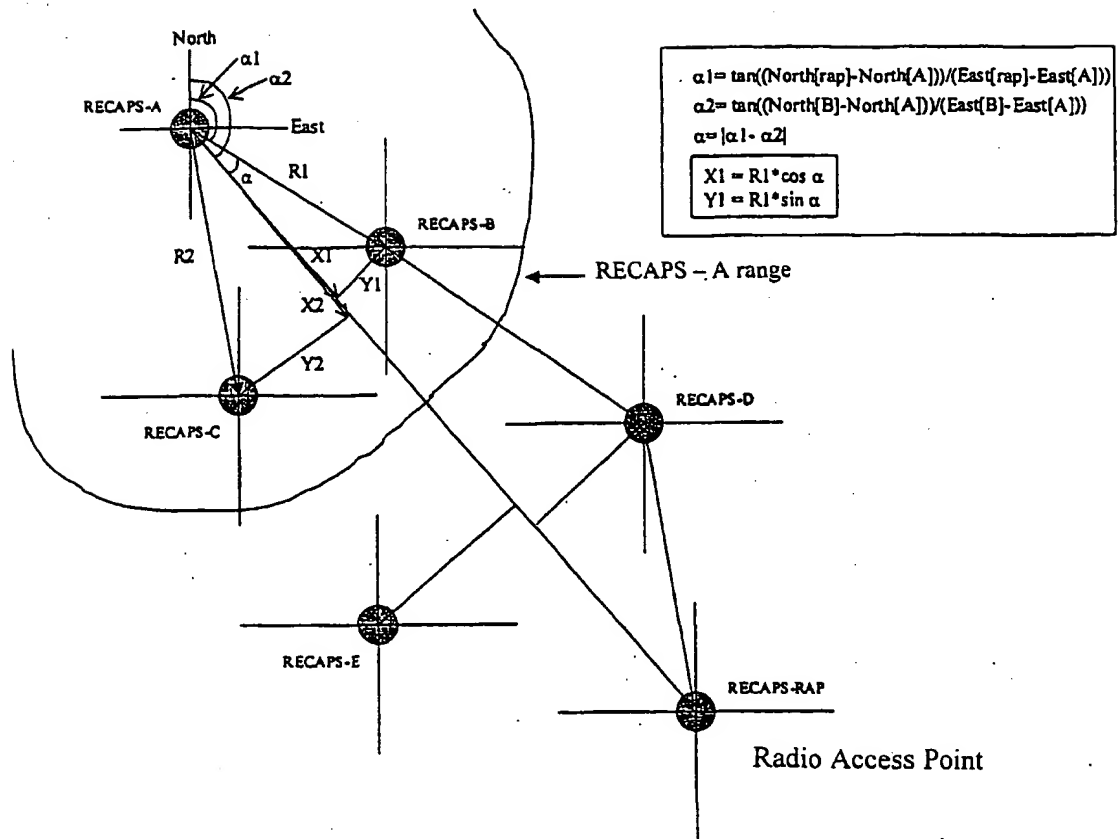 North
α1
α2
RECAPS-A
East
α
R1
R2
RECAPS-B
X1
Y1
X2
Y2
RECAPS – A range
RECAPS-C
RECAPS-D
RECAPS-E
RECAPS-RAP
Radio Access Point
α1= tan((North[rap]-North[A]))/(East[rap]-East[A]))
α2= tan((North[B]-North[A]))/(East[B]-East[A]))
α= |α1- α2|
X1 = R1*cos α
Y1 = R1*sin α